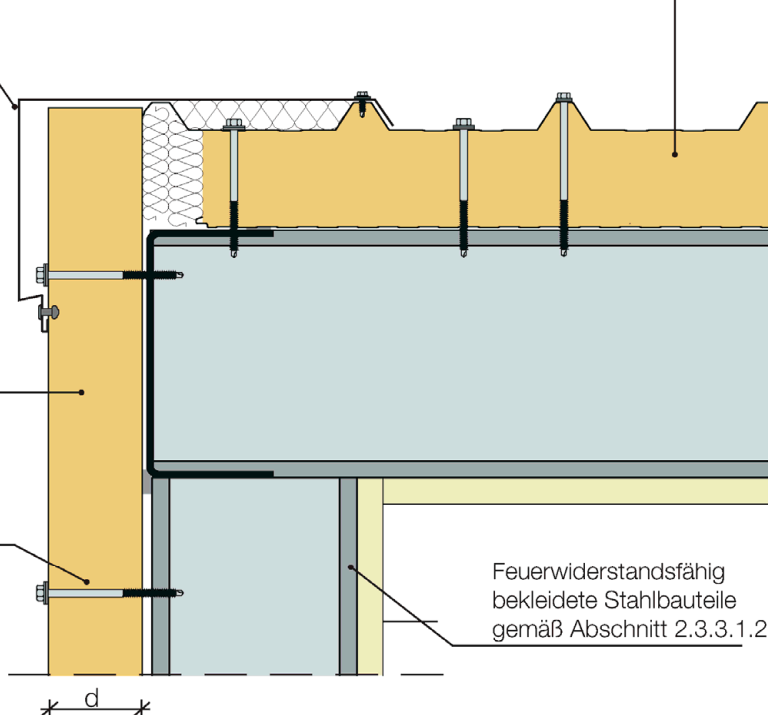 Feuerwiderstandsfähig
bekleidete Stahlbauteile
gemäß Abschnitt 2.3.3.1.2
d